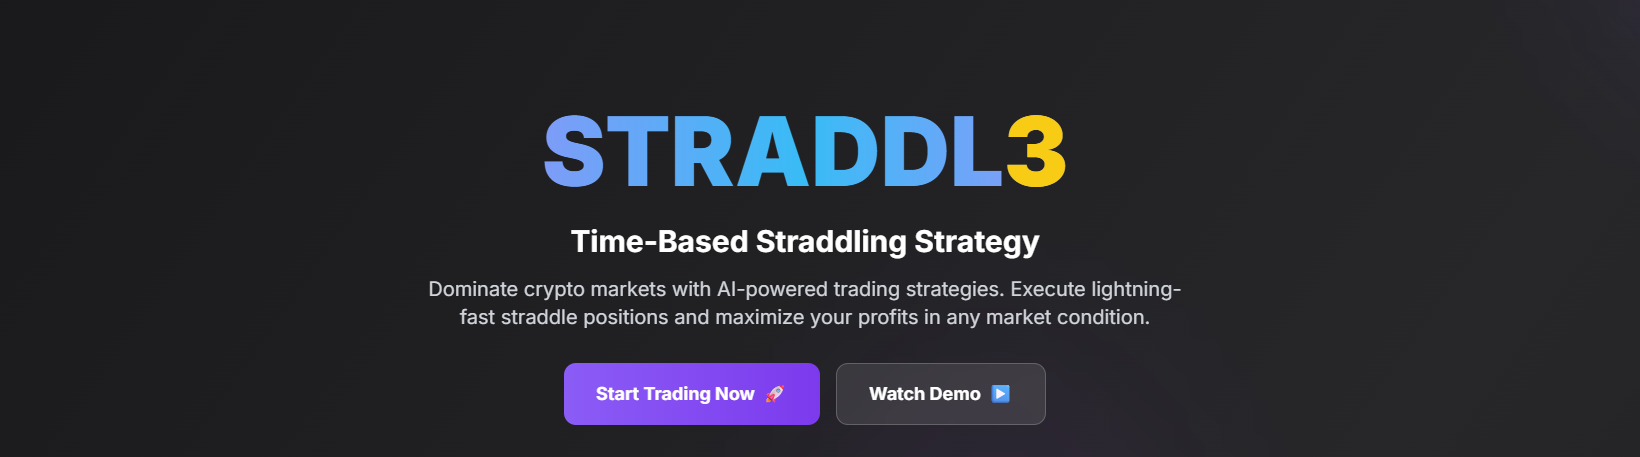 STRADDL3
Time-Based Straddling Strategy
Dominate crypto markets with AI-powered trading strategies. Execute lightning-
fast straddle positions and maximize your profits in any market condition.
Start Trading Now 🚀
Watch Demo ▶️